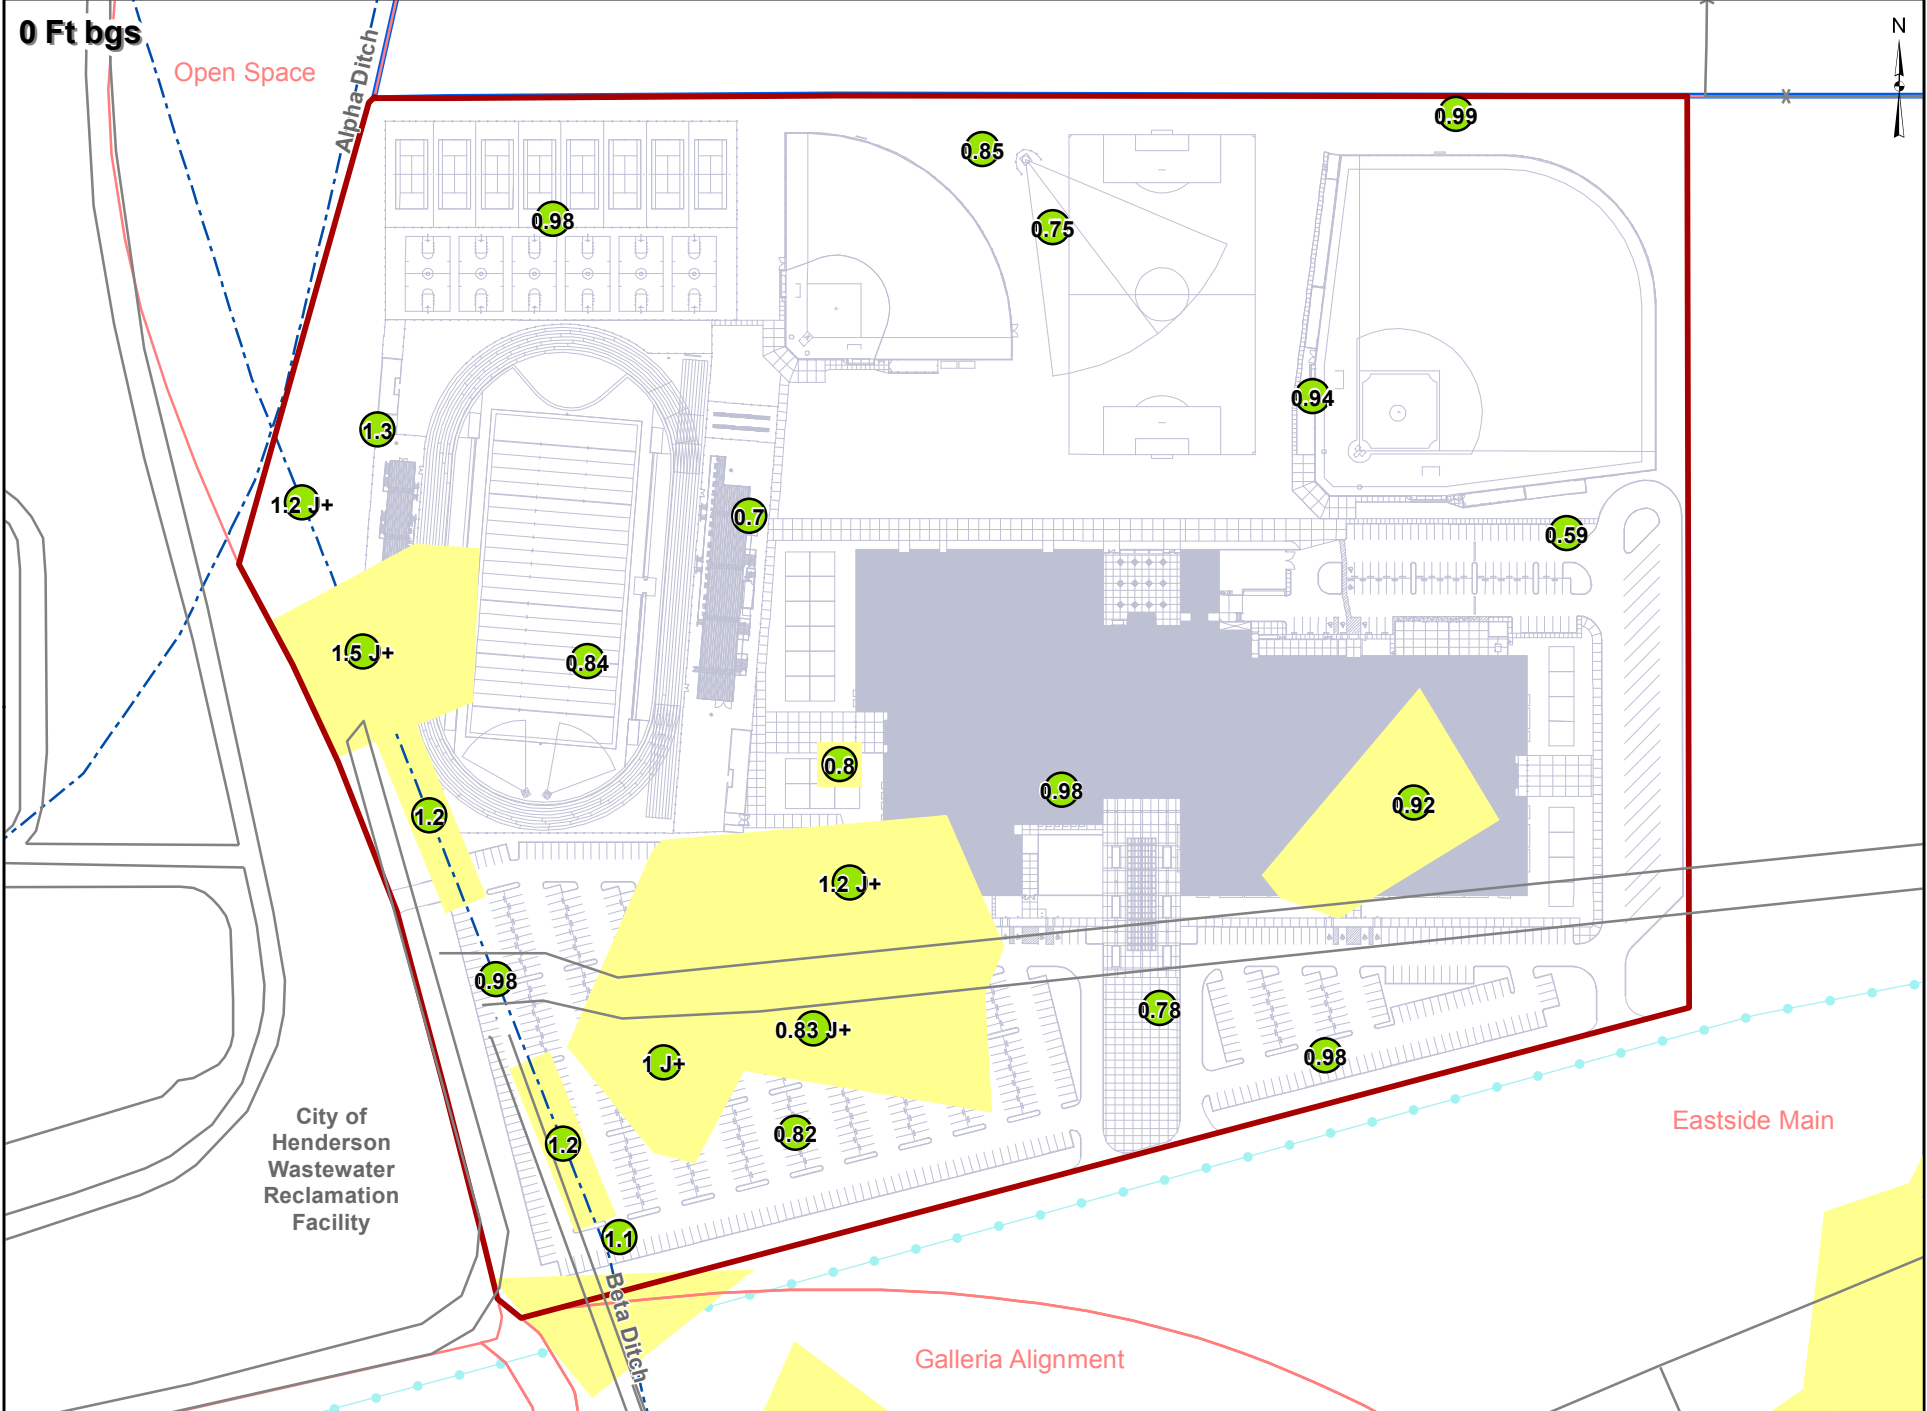 0 Ft bgs
N
Open Space
Alpha Ditch
0.99
0.85
0.98
0.75
0.94
1.3
1.2 J+
0.7
0.59
1.5 J+
0.84
0.8
0.98
0.92
1.2
1.2 J+
0.98
0.78
0.83 J+
1 J+
0.98
0.82
1.2
1.1
City of
Henderson
Wastewater
Reclamation
Facility
Eastside Main
Beta Ditch
Galleria Alignment